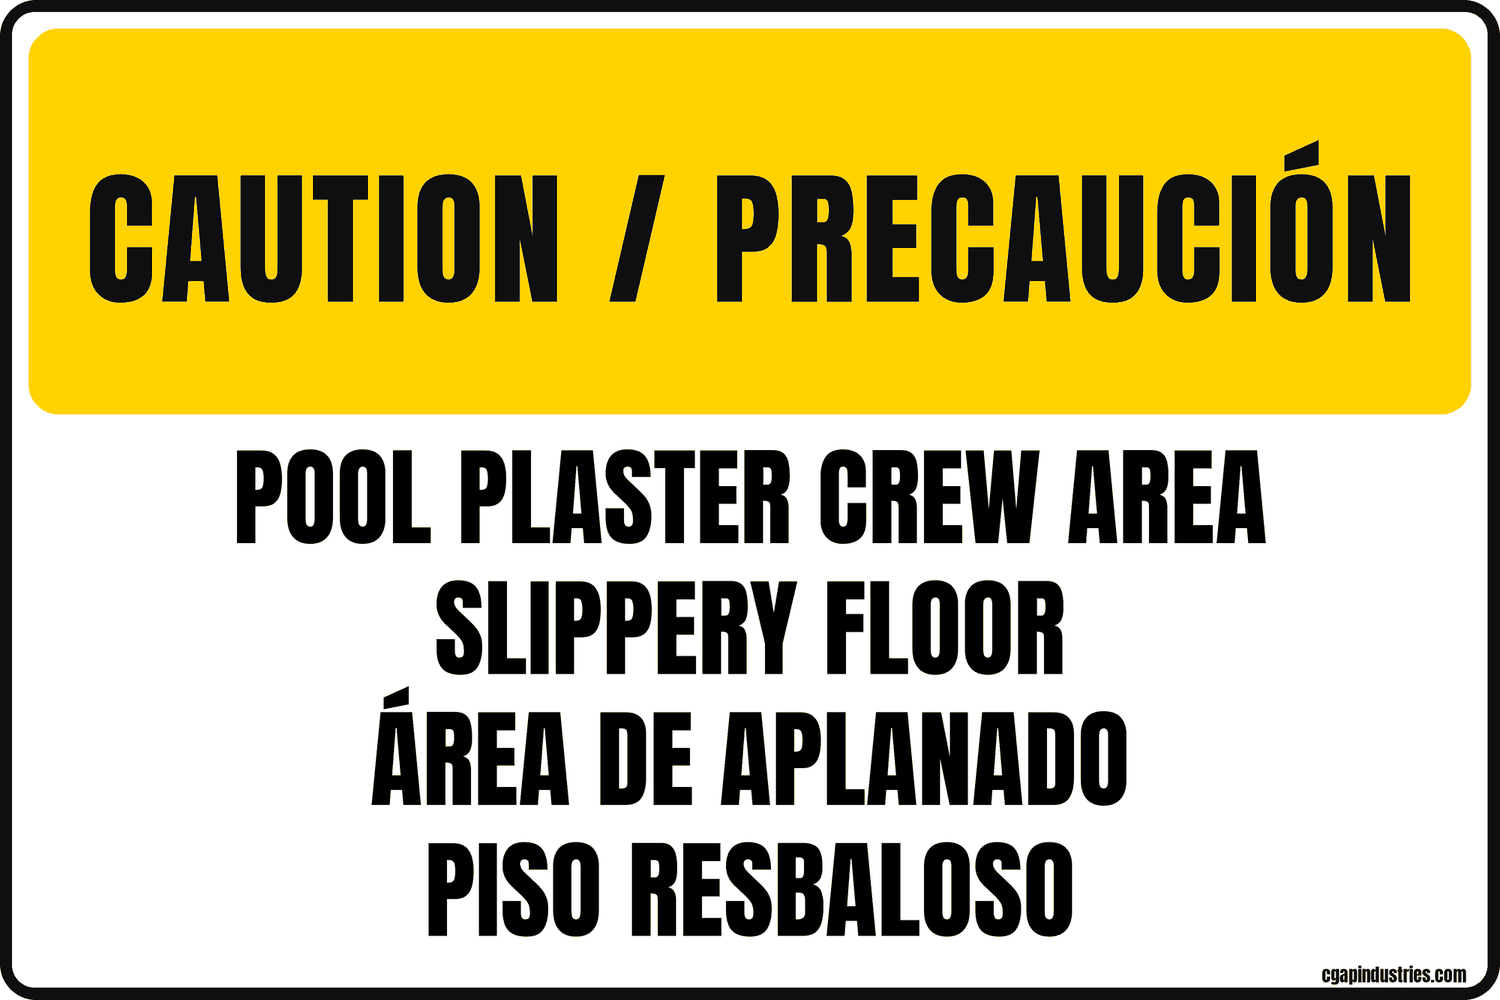 CAUTION / PRECAUCIÓN
POOL PLASTER CREW AREA
SLIPPERY FLOOR
ÁREA DE APLANADO
PISO RESBALOSO
cgapindustries.com